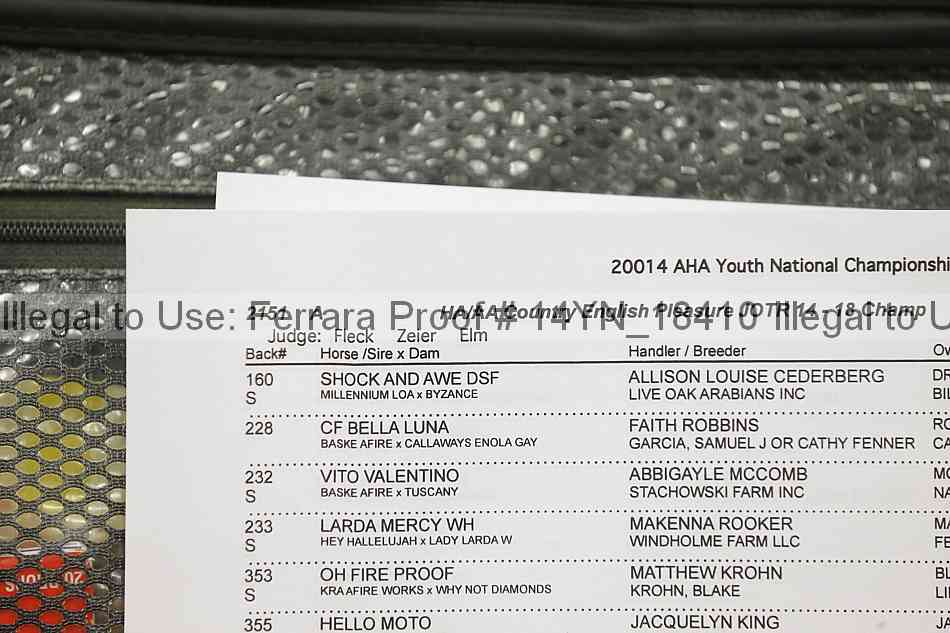 20014 AHA Youth National Championshi
2151 A HA/AA Country English Pleasure JOTR 14 - 18 Champ
Illegal to Use: Ferrara Proof # 14YN_18410 Illegal to U
Judge: Fleck Zeier Elm
Back# Horse /Sire x Dam Handler / Breeder Ow
160 SHOCK AND AWE DSF ALLISON LOUISE CEDERBERG DR
S MILLENNIUM LOA x BYZANCE LIVE OAK ARABIANS INC BIL
228 CF BELLA LUNA FAITH ROBBINS RO
BASKE AFIRE x CALLAWAYS ENOLA GAY GARCIA, SAMUEL J OR CATHY FENNER CA
232 VITO VALENTINO ABBIGAYLE MCCOMB MC
S BASKE AFIRE x TUSCANY STACHOWSKI FARM INC NA
233 LARDA MERCY WH MAKENNA ROOKER MA
S HEY HALLELUJAH x LADY LARDA W WINDHOLME FARM LLC FE
353 OH FIRE PROOF MATTHEW KROHN BL
S KRA AFIRE WORKS x WHY NOT DIAMONDS KROHN, BLAKE LI
355 HELLO MOTO JACQUELYN KING JA